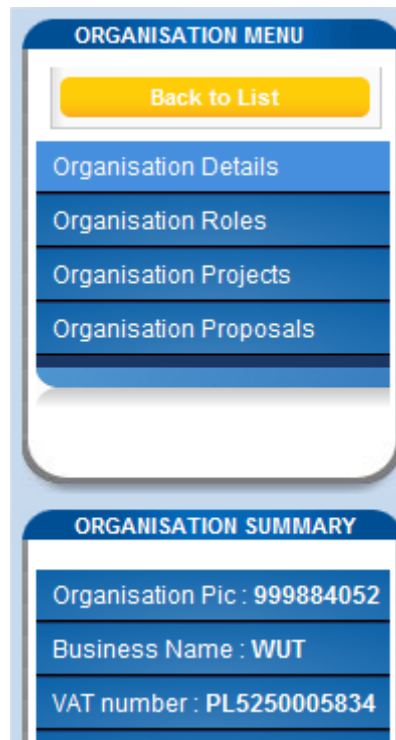 ORGANISATION MENU
Back to List
Organisation Details
Organisation Roles
Organisation Projects
Organisation Proposals
ORGANISATION SUMMARY
Organisation Pic : 999884052
Business Name : WUT
VAT number : PL5250005834